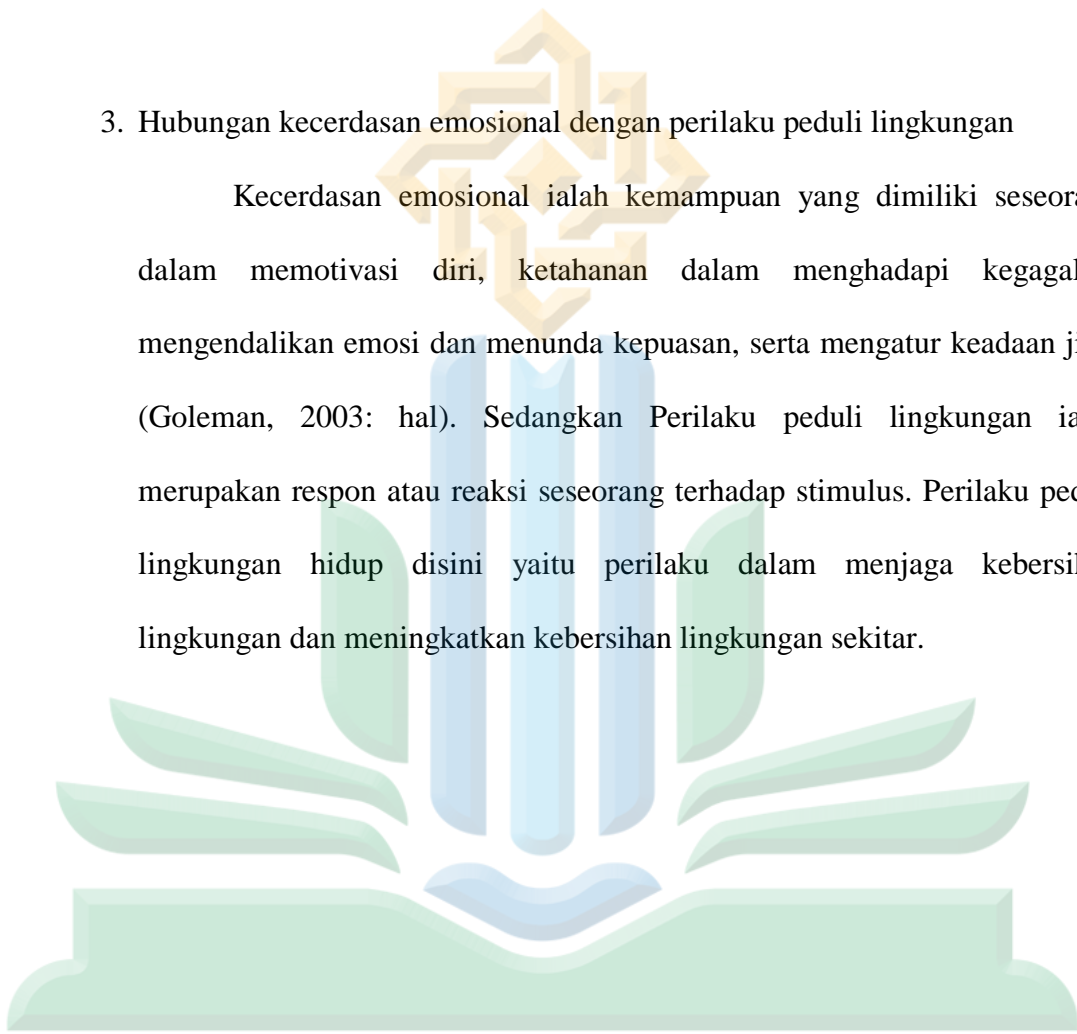 3. Hubungan kecerdasan emosional dengan perilaku peduli lingkungan
Kecerdasan emosional ialah kemampuan yang dimiliki seseora
dalam memotivasi diri, ketahanan dalam menghadapi kegagal
mengendalikan emosi dan menunda kepuasan, serta mengatur keadaan ji
(Goleman, 2003: hal). Sedangkan Perilaku peduli lingkungan ia
merupakan respon atau reaksi seseorang terhadap stimulus. Perilaku ped
lingkungan hidup disini yaitu perilaku dalam menjaga kebersih
lingkungan dan meningkatkan kebersihan lingkungan sekitar.